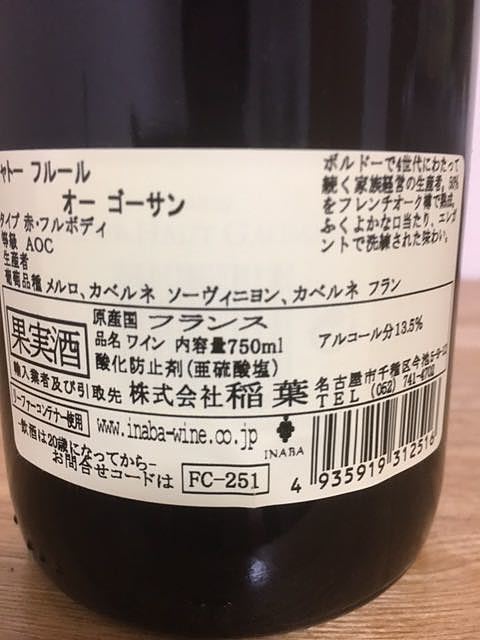 ャトー フルール
オー ゴーサン
タイプ 赤・フルボディ
等級 AOC
生産者
葡萄品種 メルロ、カベルネ ソーヴィニヨン、カベルネ フラン
ボルドーで4世代にわたって
続く家族経営の生産者。50%
をフレンチオーク樽で熟成。
ふくよかな口当たり、エレガ
ントで洗練された味わい。
果実酒
原産国 フランス
品名 ワイン 内容量750ml
アルコール分13.5%
酸化防止剤(亜硫酸塩)
輸入業者及び引取先 株式会社 稲葉
名古屋市千種区今池5千目
TEL (052) 741-4702
リーファーコンテナー使用
www.inaba-wine.co.jp
INABA
-飲酒は20歳になってから-
お問合せコードは FC-251
4 935919 312516